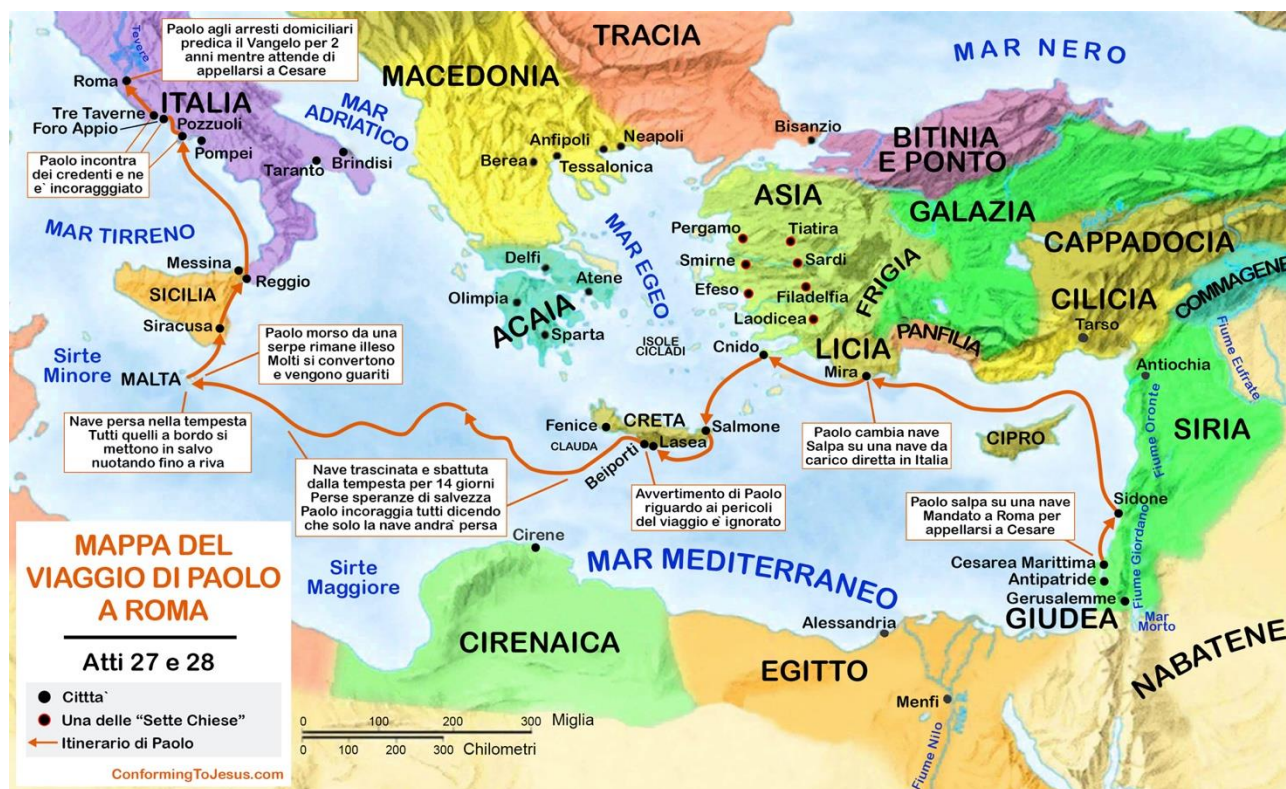 Paolo agli arresti domiciliari
predica il Vangelo per 2
anni mentre attende di
appellarsi a Cesare
TRACIA
MAR NERO
MACEDONIA
Tevere
Roma
ITALIA
MAR
ADRIATICO
Tre Taverne
Foro Appio
Pozzuoli
Pompei
Taranto
Brindisi
Paolo incontra
dei credenti e ne
e` incoragggiato
Berea
Anfipoli
Neapoli
Tessalonica
Bisanzio
BITINIA
E PONTO
ASIA
GALAZIA
CAPPADOCIA
COMMAGENE
MAR TIRRENO
MAR EGEO
Pergamo
Tiatira
Smirne
Sardi
Efeso
Filadelfia
Laodicea
FRIGIA
PANFILIA
CILICIA
Tarso
Messina
Reggio
SICILIA
Siracusa
Delfi
Atene
Olimpia
ACAIA
Sparta
ISOLE
CICLADI
Cnido
LICIA
Mira
Antiochia
Fiume Eufrate
Fiume Oronte
SIRIA
Sirte
Minore
MALTA
Paolo morso da una
serpe rimane illeso
Molti si convertono
e vengono guariti
Nave persa nella tempesta
Tutti quelli a bordo si
mettono in salvo
nuotando fino a riva
Nave trascinata e sbattuta
dalla tempesta per 14 giorni
Perse speranze di salvezza
Paolo incoraggia tutti dicendo
che solo la nave andra` persa
Fenice
CRETA
CLAUDA
Beiporti
Lasea
Salmone
Avvertimento di Paolo
riguardo ai pericoli
del viaggio e` ignorato
Paolo cambia nave
Salpa su una nave da
carico diretta in Italia
CIPRO
Sidone
Paolo salpa su una nave
Mandato a Roma per
appellarsi a Cesare
Cesarea Marittima
Antipatride
Gerusalemme
Fiume Giordano
GIUDEA
Mar
Morto
NABATENE
Cirene
MAR MEDITERRANEO
Sirte
Maggiore
CIRENAICA
Alessandria
EGITTO
Menfi
Nile R.
Fiume Nilo
MAPPA DEL
VIAGGIO DI PAOLO
A ROMA
Atti 27 e 28
Cittta`
Una delle “Sette Chiese”
Itinerario di Paolo
ConformingToJesus.com
0 100 200 300 Miglia
0 100 200 300 Chilometri